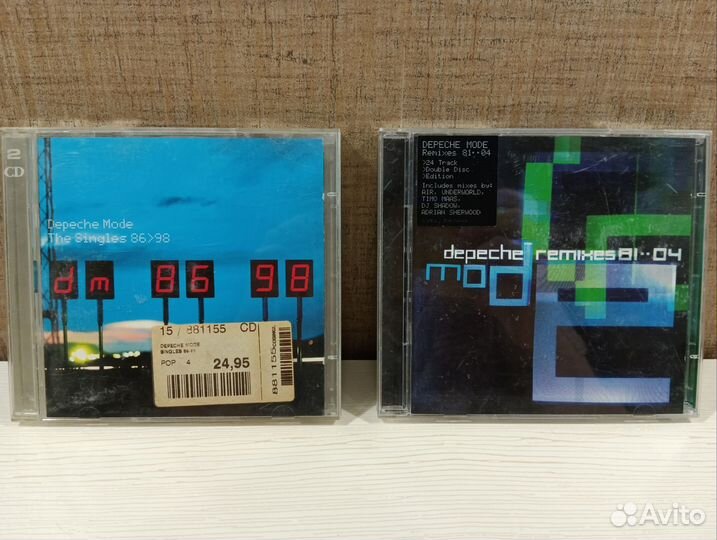 2
CD
Depeche Mode
The Singles 86>98
dm 86 98
15 / 881155 CD
DEPECHE MODE
SINGLES 86-98
PDP 4 24,95
881155
DEPECHE MODE
Remixes 81··04
>24 Track
>Double Disc
>Edition
Includes mixes by:
AIR, UNDERWORLD,
TIMO MAAS,
DJ SHADOW,
ADRIAN SHERWOOD
depeche remixes 81··04
mode
Avito